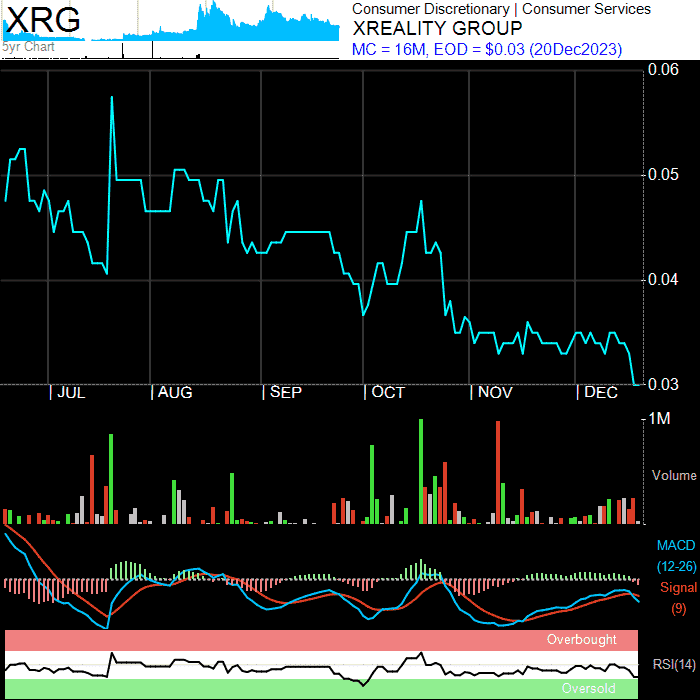 XRG
5yr Chart
Consumer Discretionary | Consumer Services
XREALITY GROUP
MC = 16M, EOD = $0.03 (20Dec2023)
0.06
0.05
0.04
0.03
JUL AUG SEP OCT NOV DEC
1M
Volume
MACD
(12-26)
Signal
(9)
Overbought
RSI(14)
Oversold